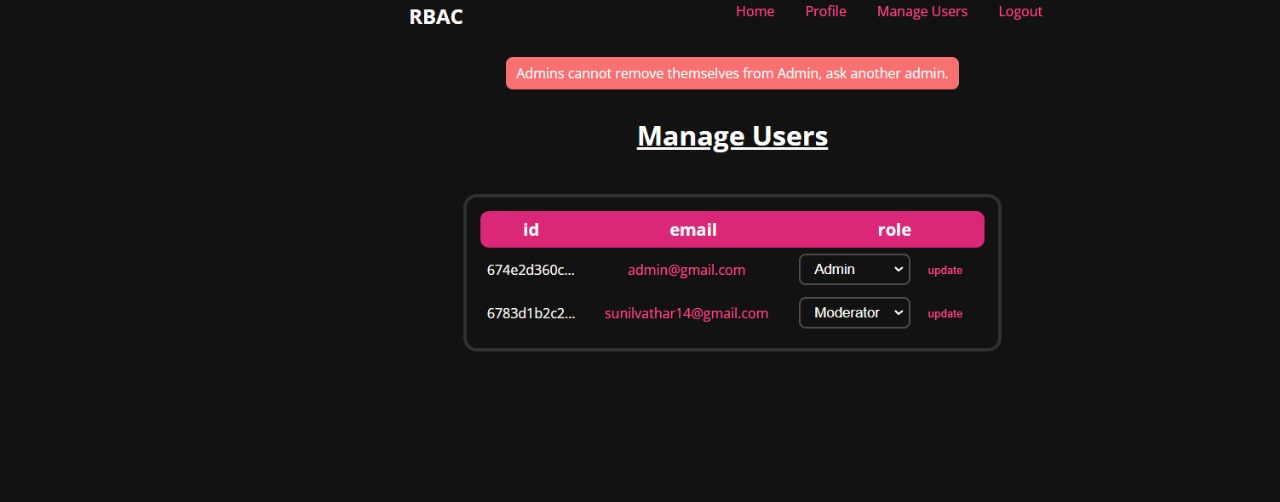 RBAC Home Profile Manage Users Logout
Admins cannot remove themselves from Admin, ask another admin.
Manage Users
id email role
674e2d360c... admin@gmail.com Admin update
6783d1b2c2... sunilvathar14@gmail.com Moderator update